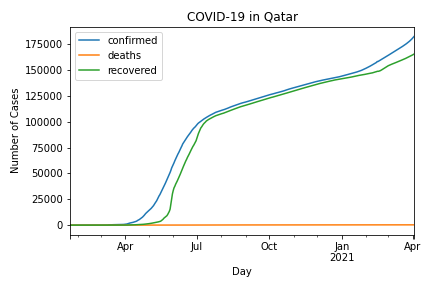 COVID-19 in Qatar
confirmed
deaths
recovered
Number of Cases
175000
150000
125000
100000
75000
50000
25000
0
Apr Jul Oct Jan Apr
2021
Day